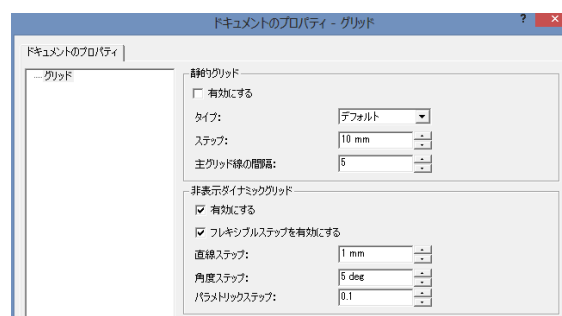 ドキュメントのプロパティ - グリッド
ドキュメントのプロパティ
グリッド
静的グリッド
有効にする
タイプ: デフォルト
ステップ: 10 mm
主グリッド線の間隔: 5
非表示ダイナミックグリッド
有効にする
フレキシブルステップを有効にする
直線ステップ: 1 mm
角度ステップ: 5 deg
パラメトリックステップ: 0.1